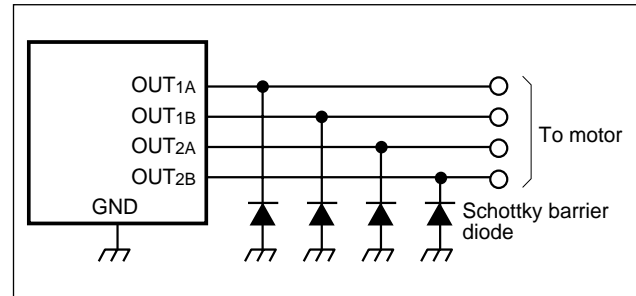 OUT1A
OUT1B
OUT2A
OUT2B
GND
To motor
Schottky barrier
diode